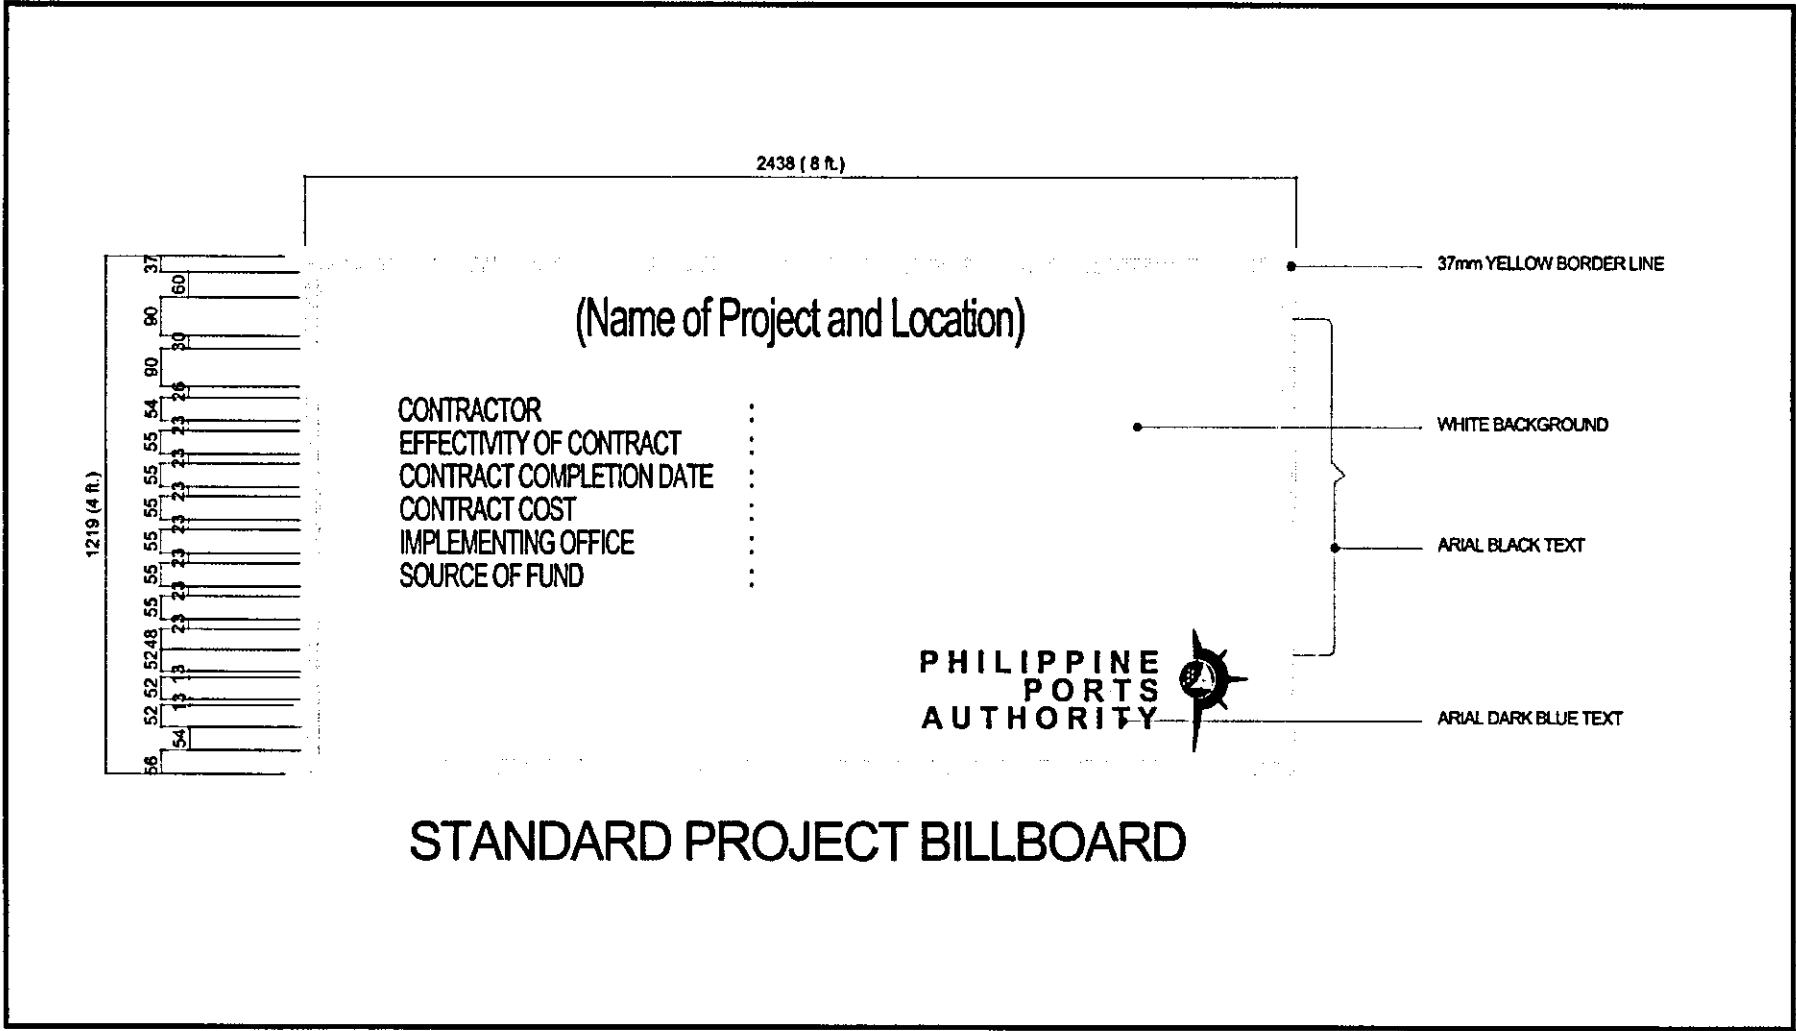 2438 ( 8 ft.)
37
60
90
30
90
26
54
23
55
23
55
23
55
23
55
23
55
23
55
23
48
52
13
52
13
52
54
56
1219 (4 ft.)
(Name of Project and Location)
CONTRACTOR :
EFFECTIVITY OF CONTRACT :
CONTRACT COMPLETION DATE :
CONTRACT COST :
IMPLEMENTING OFFICE :
SOURCE OF FUND :
PHILIPPINE
PORTS
AUTHORITY
37mm YELLOW BORDER LINE
WHITE BACKGROUND
ARIAL BLACK TEXT
ARIAL DARK BLUE TEXT
STANDARD PROJECT BILLBOARD